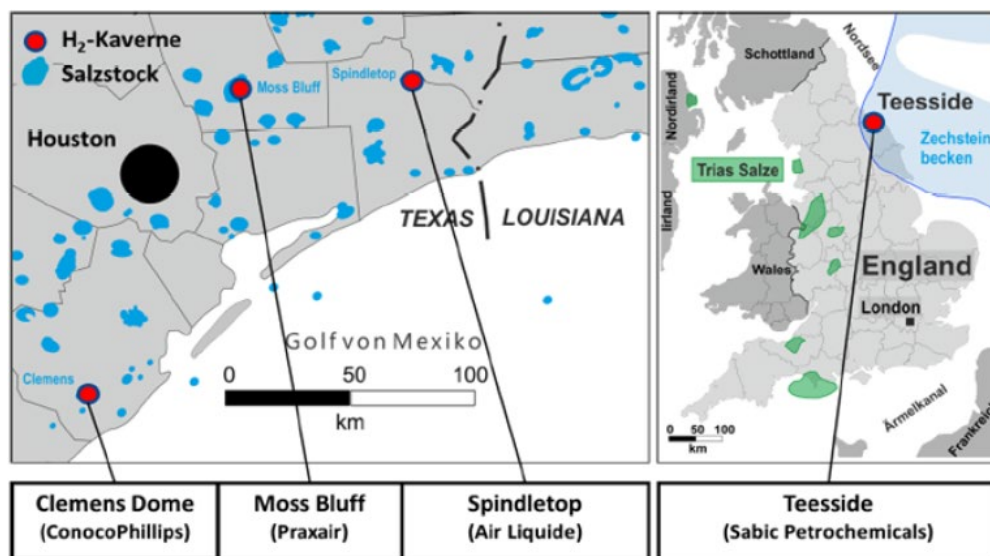 H₂-Kaverne
Salzstock
Moss Bluff
Spindletop
Houston
TEXAS
LOUISIANA
Clemens
Golf von Mexiko
0 50 100
km
Schottland
Nordsee
Nordirland
Teesside
Zechstein
becken
Trias Salze
Irland
Wales
England
London
Ärmelkanal
Frankreich
0 50 100
km
Clemens Dome
(ConocoPhillips)
Moss Bluff
(Praxair)
Spindletop
(Air Liquide)
Teesside
(Sabic Petrochemicals)